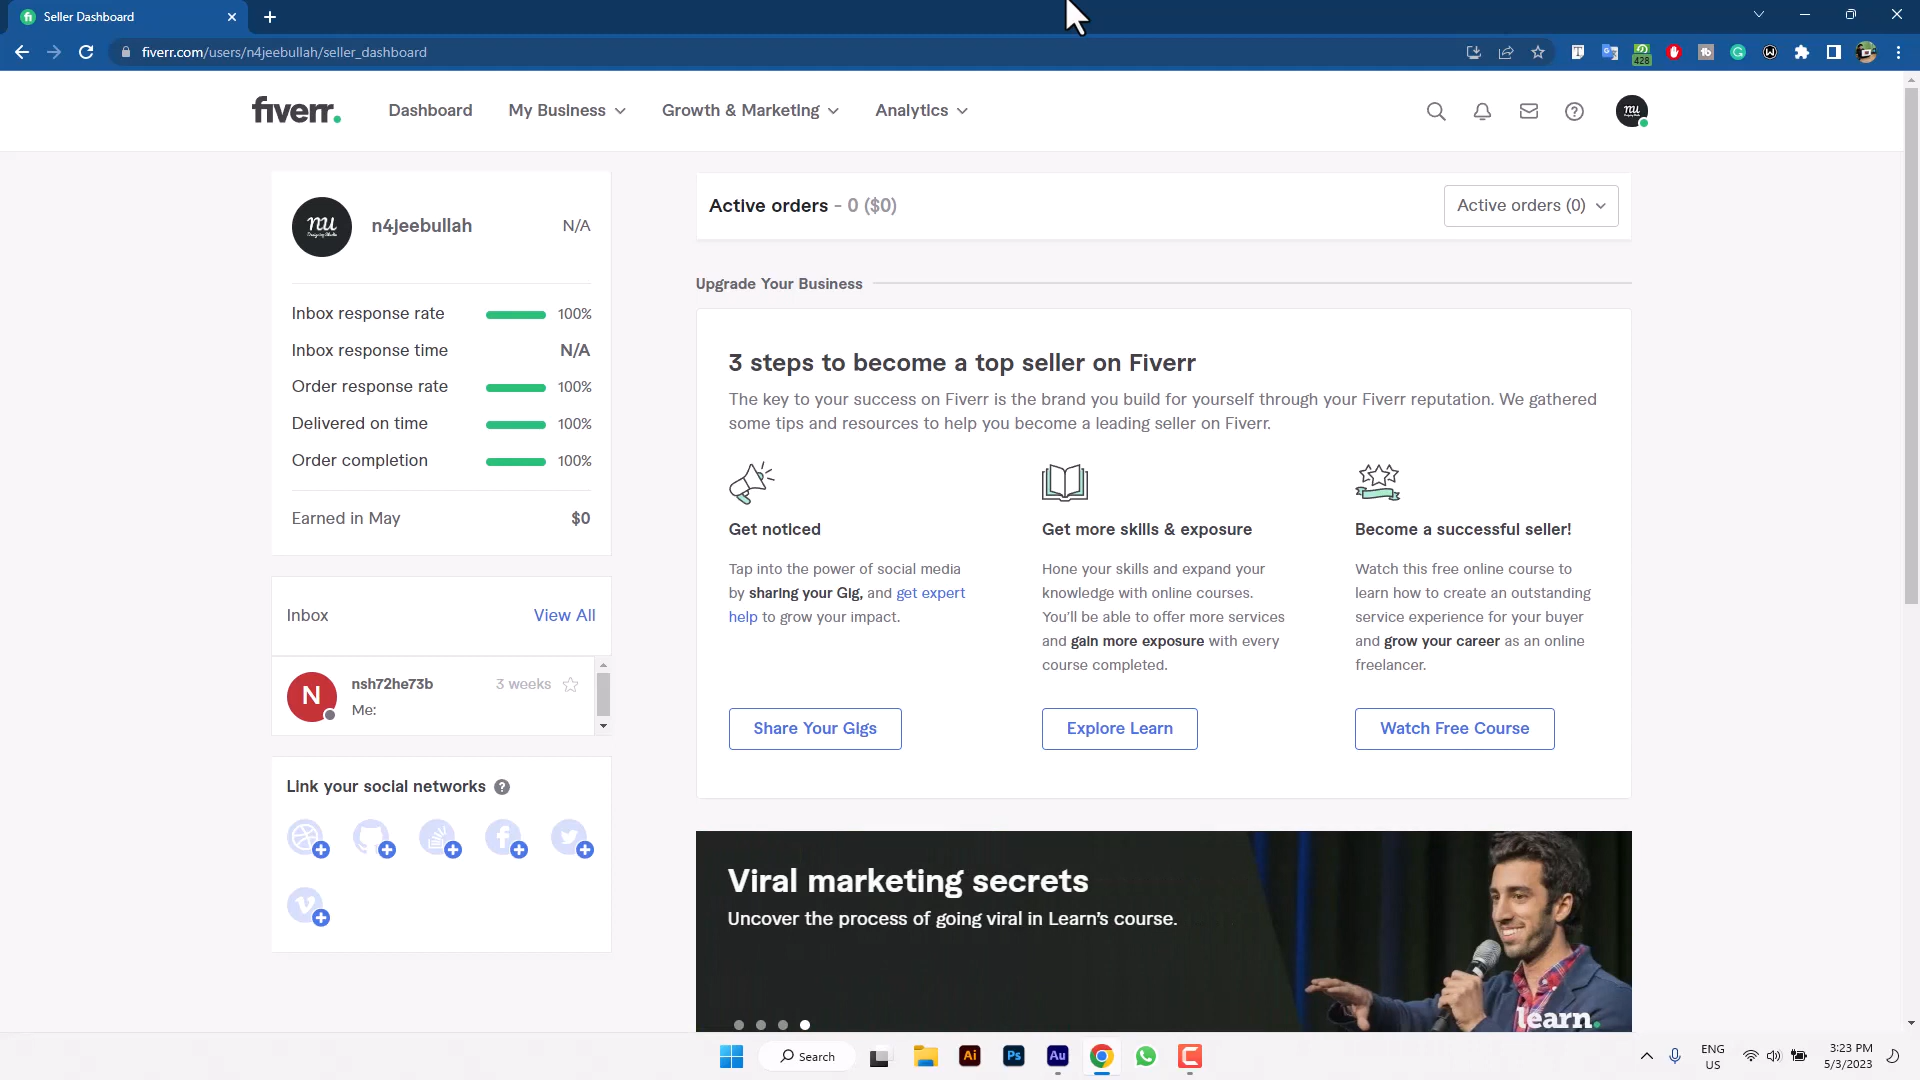 Seller Dashboard
fiverr.com/users/n4jeebullah/seller_dashboard
428
fiverr.
Dashboard
My Business
Growth & Marketing
Analytics
nu
nu
Designing Studio
n4jeebullah
N/A
Inbox response rate
100%
Inbox response time
N/A
Order response rate
100%
Delivered on time
100%
Order completion
100%
Earned in May
$0
Inbox
View All
N
nsh72he73b
3 weeks
Me:
Link your social networks
Active orders - 0 ($0)
Active orders (0)
Upgrade Your Business
3 steps to become a top seller on Fiverr
The key to your success on Fiverr is the brand you build for yourself through your Fiverr reputation. We gathered
some tips and resources to help you become a leading seller on Fiverr.
Get noticed
Tap into the power of social media
by sharing your Gig, and get expert
help to grow your impact.
Share Your Gigs
Get more skills & exposure
Hone your skills and expand your
knowledge with online courses.
You'll be able to offer more services
and gain more exposure with every
course completed.
Explore Learn
Become a successful seller!
Watch this free online course to
learn how to create an outstanding
service experience for your buyer
and grow your career as an online
freelancer.
Watch Free Course
Viral marketing secrets
Uncover the process of going viral in Learn's course.
learn.
Search
Ai
Ps
Au
ENG
US
3:23 PM
5/3/2023